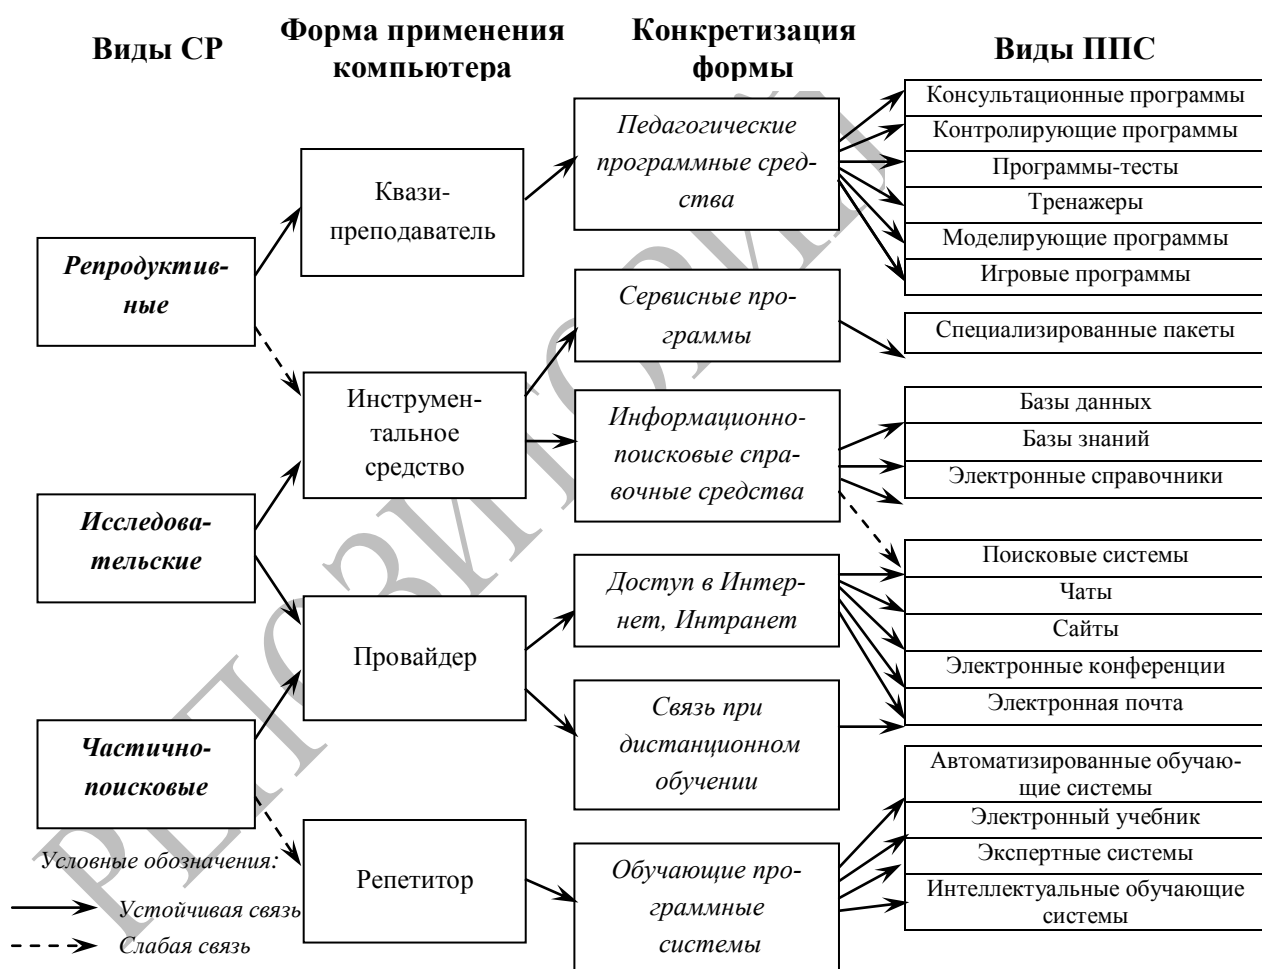 Виды СР
Форма применения
компьютера
Конкретизация
формы
Виды ППС
Репродуктив-
ные
Исследова-
тельские
Частично-
поисковые
Квази-
преподаватель
Инструмен-
тальное
средство
Провайдер
Репетитор
Педагогические
программные сред-
ства
Сервисные про-
граммы
Информационно-
поисковые спра-
вочные средства
Доступ в Интер-
нет, Интранет
Связь при
дистанционном
обучении
Обучающие про-
граммные
системы
Консультационные программы
Контролирующие программы
Программы-тесты
Тренажеры
Моделирующие программы
Игровые программы
Специализированные пакеты
Базы данных
Базы знаний
Электронные справочники
Поисковые системы
Чаты
Сайты
Электронные конференции
Электронная почта
Автоматизированные обучаю-
щие системы
Электронный учебник
Экспертные системы
Интеллектуальные обучающие
системы
Условные обозначения:
Устойчивая связь
Слабая связь